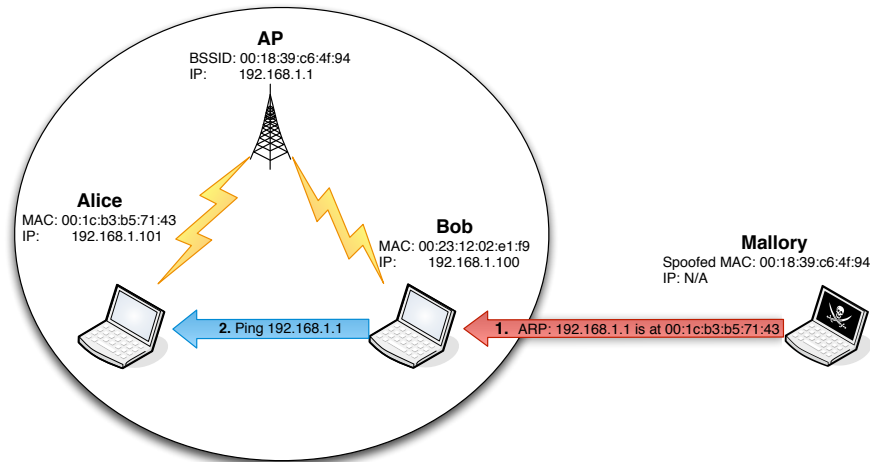 AP
BSSID: 00:18:39:c6:4f:94
IP: 192.168.1.1
Alice
MAC: 00:1c:b3:b5:71:43
IP: 192.168.1.101
Bob
MAC: 00:23:12:02:e1:f9
IP: 192.168.1.100
Mallory
Spoofed MAC: 00:18:39:c6:4f:94
IP: N/A
2. Ping 192.168.1.1
1. ARP: 192.168.1.1 is at 00:1c:b3:b5:71:43